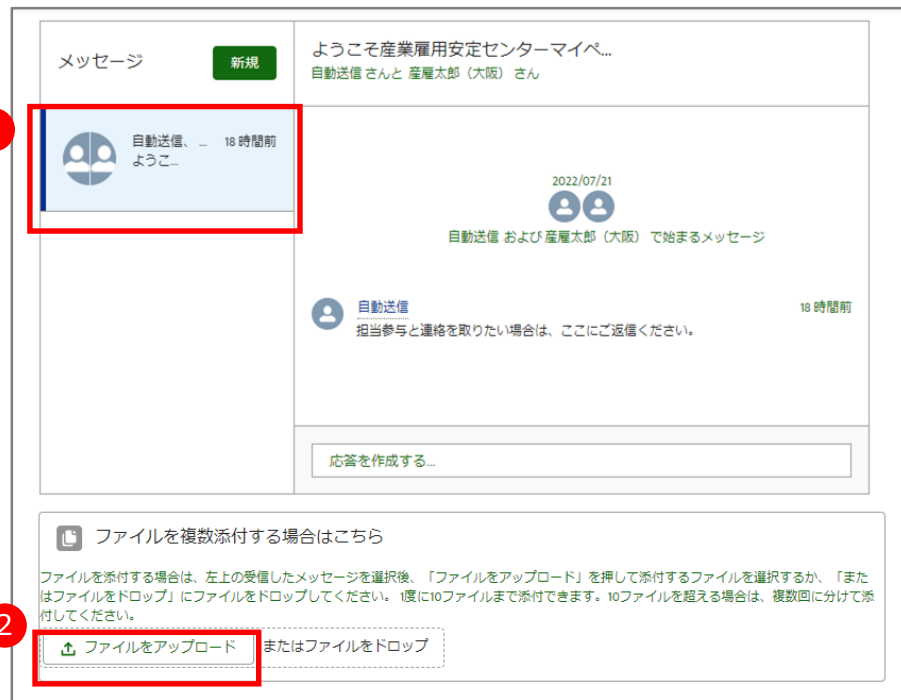 メッセージ
新規
ようこそ産業雇用安定センターマイペ...
自動送信 さんと 産雇太郎（大阪） さん
自動送信、 ... 18 時間前
ようこ...
2022/07/21
自動送信 および 産雇太郎（大阪） で始まるメッセージ
自動送信 18 時間前
担当参与と連絡を取りたい場合は、ここにご返信ください。
応答を作成する...
ファイルを複数添付する場合はこちら
ファイルを添付する場合は、左上の受信したメッセージを選択後、「ファイルをアップロード」を押して添付するファイルを選択するか、「また
はファイルをドロップ」にファイルをドロップしてください。1度に10ファイルまで添付できます。10ファイルを超える場合は、複数回に分けて添
付してください。
2
ファイルをアップロード またはファイルをドロップ